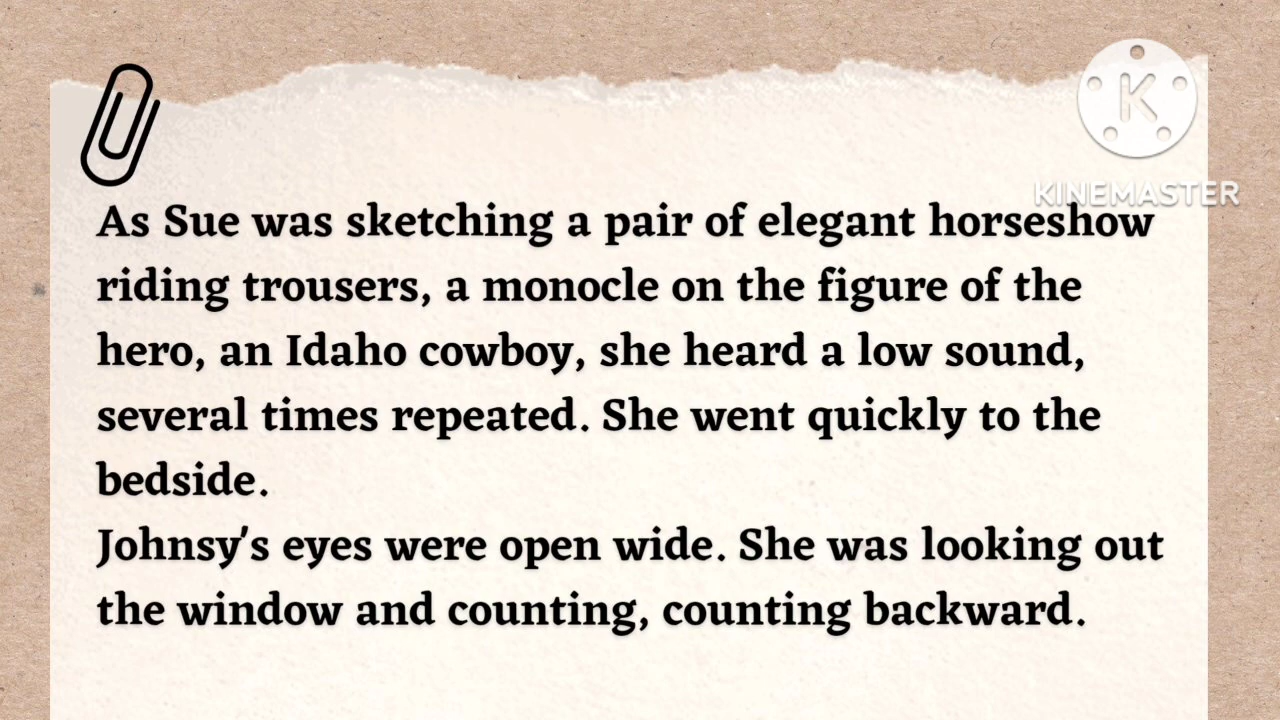 K
KINEMASTER
As Sue was sketching a pair of elegant horseshow
riding trousers, a monocle on the figure of the
hero, an Idaho cowboy, she heard a low sound,
several times repeated. She went quickly to the
bedside.
Johnsy's eyes were open wide. She was looking out
the window and counting, counting backward.